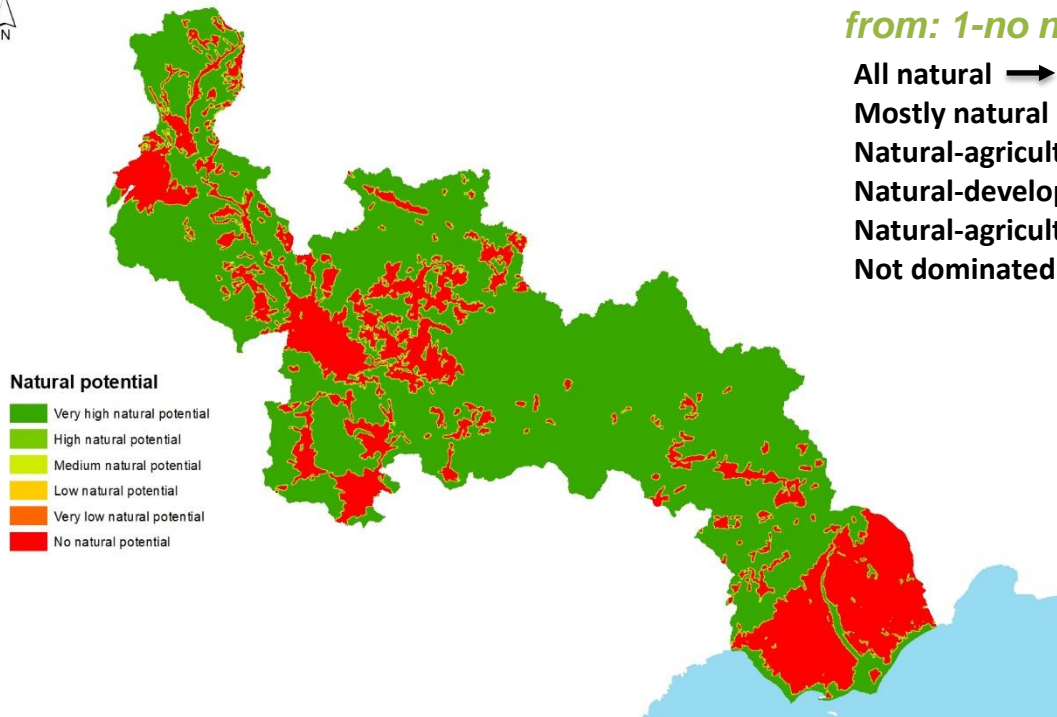 N
from: 1-no
All natural
Mostly natural
Natural-agricult
Natural-develop
Natural-agricult
Not dominated
Natural potential
Very high natural potential
High natural potential
Medium natural potential
Low natural potential
Very low natural potential
No natural potential